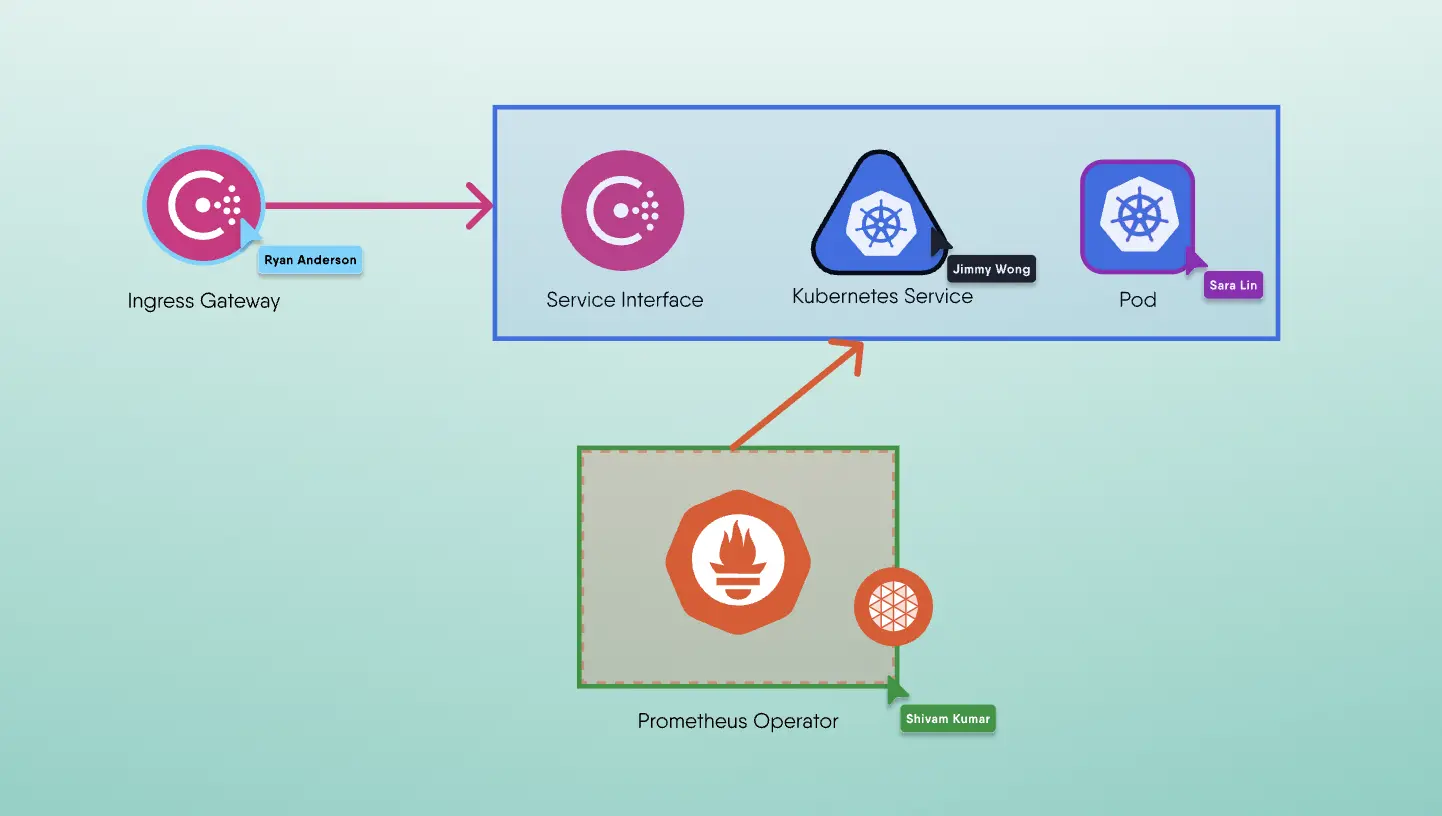 Ryan Anderson
Ingress Gateway
Service Interface
Jimmy Wong
Kubernetes Service
Sara Lin
Pod
Prometheus Operator
Shivam Kumar